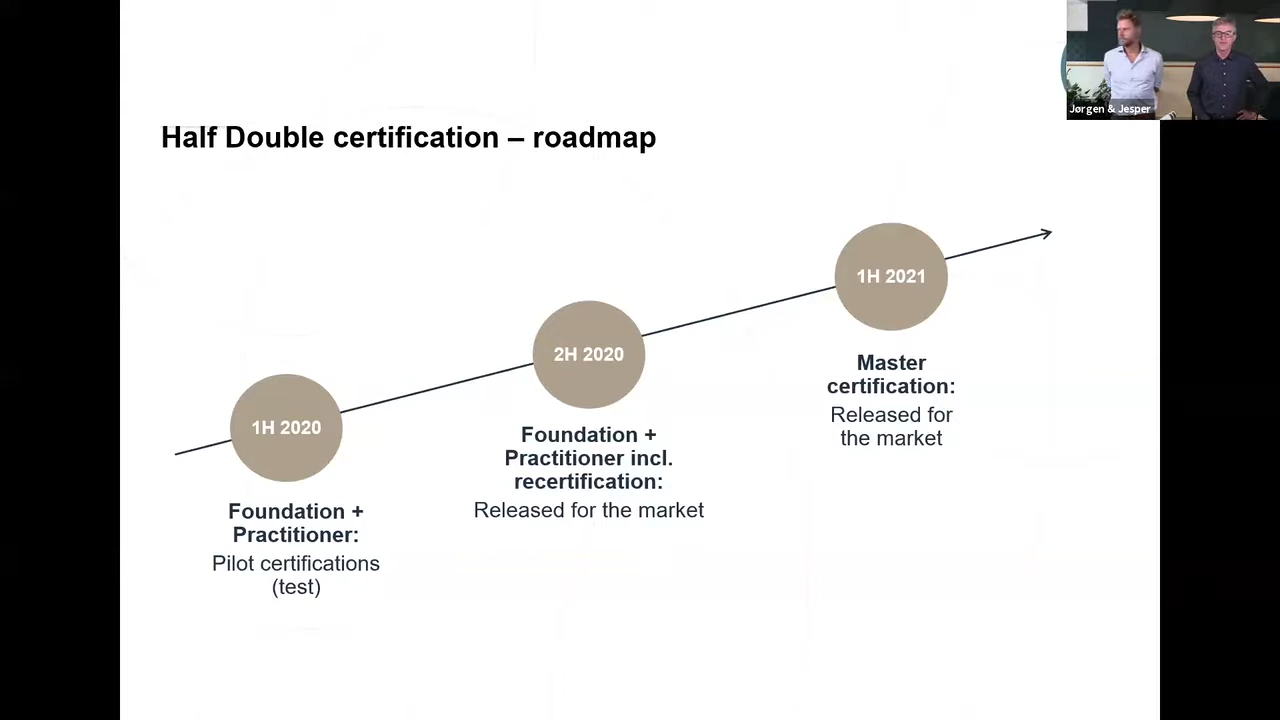 Jørgen & Jesper
Half Double certification – roadmap
1H 2020
Foundation +
Practitioner:
Pilot certifications
(test)
2H 2020
Foundation +
Practitioner incl.
recertification:
Released for the market
1H 2021
Master
certification:
Released for
the market